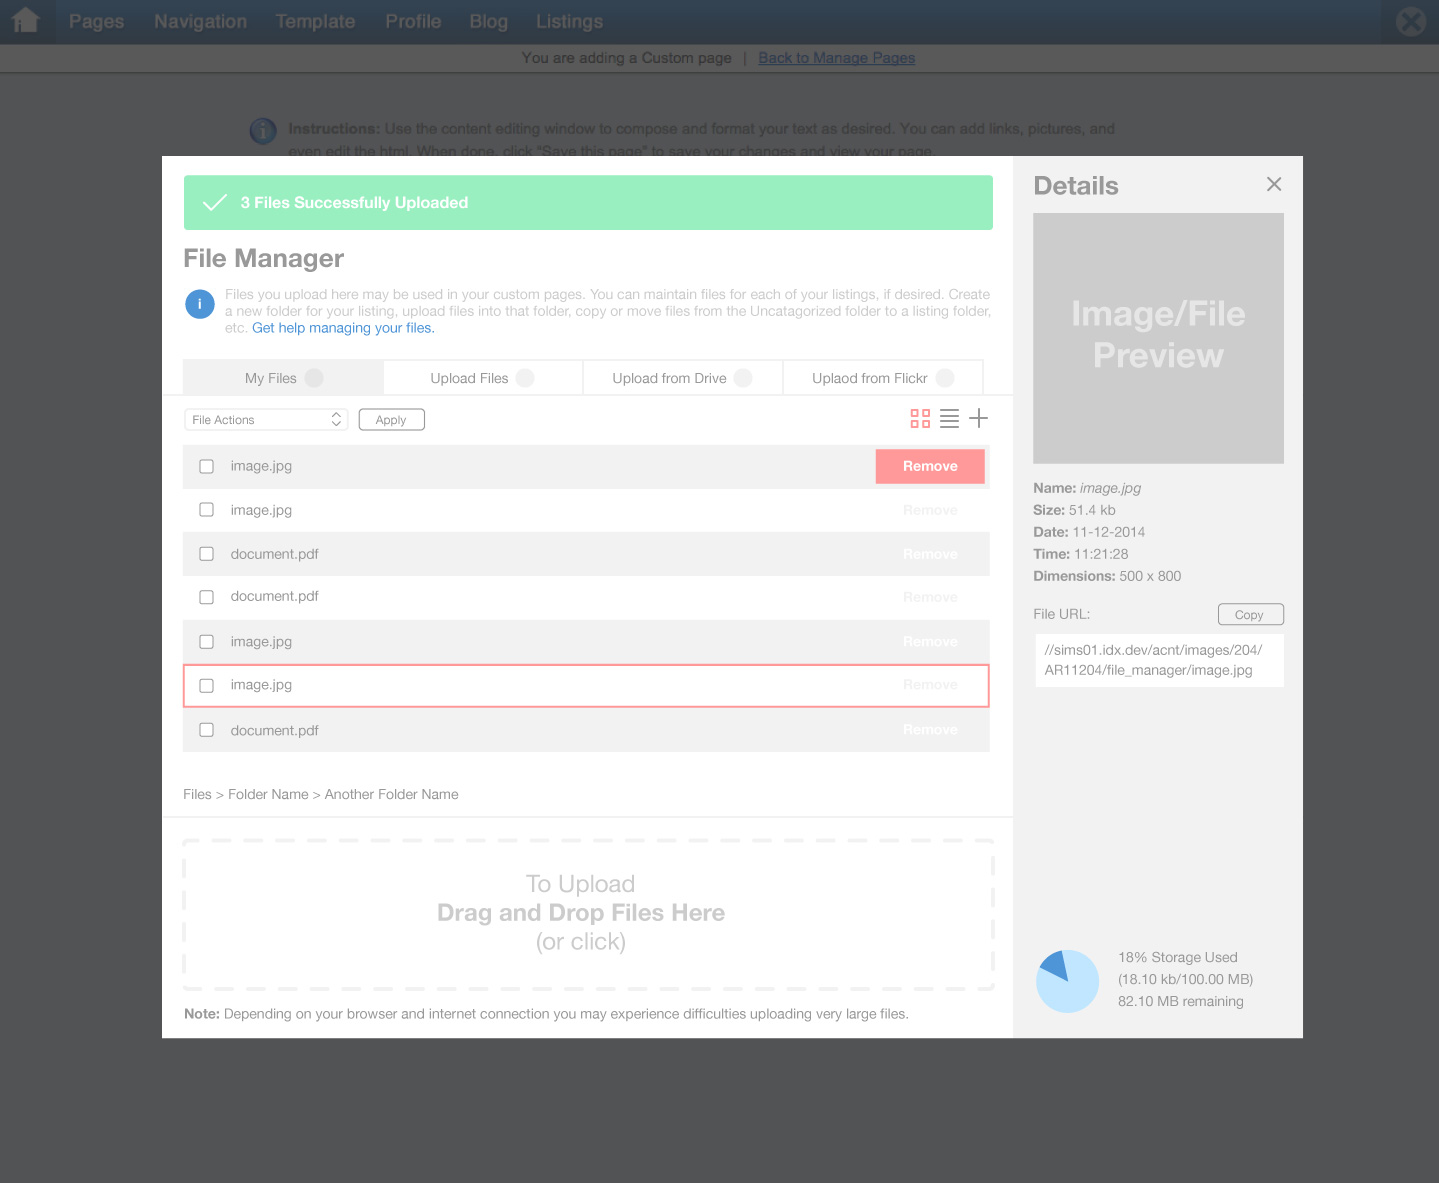 Pages Navigation Template Profile Blog Listings
You are adding a Custom page | Back to Manage Pages
Instructions: Use the content editing window to compose and format your text as desired. You can add links, pictures, and
even edit the html. When done, click "Save this page" to save your changes and view your page.
3 Files Successfully Uploaded
File Manager
i
Files you upload here may be used in your custom pages. You can maintain files for each of your listings, if desired. Create
a new folder for your listing, upload files into that folder, copy or move files from the Uncatagorized folder to a listing folder,
etc. Get help managing your files.
My Files Upload Files Upload from Drive Uplaod from Flickr
File Actions Apply
image.jpg Remove
image.jpg Remove
document.pdf Remove
document.pdf Remove
image.jpg Remove
image.jpg Remove
document.pdf Remove
Files > Folder Name > Another Folder Name
To Upload
Drag and Drop Files Here
(or click)
Note: Depending on your browser and internet connection you may experience difficulties uploading very large files.
Details
Image/File
Preview
Name: image.jpg
Size: 51.4 kb
Date: 11-12-2014
Time: 11:21:28
Dimensions: 500 x 800
File URL: Copy
//sims01.idx.dev/acnt/images/204/
AR11204/file_manager/image.jpg
18% Storage Used
(18.10 kb/100.00 MB)
82.10 MB remaining